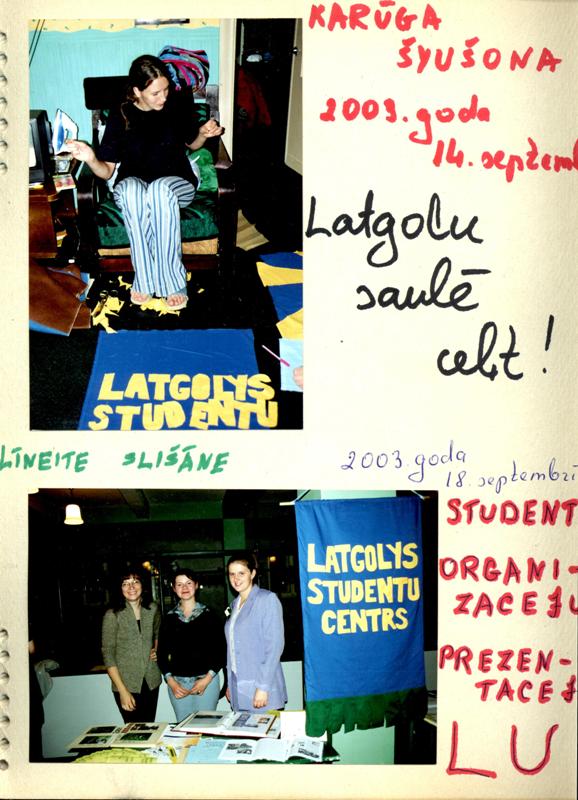 KARŪGA
ŠYUŠONA
2003. goda
14. septemb
Latgolu
saulē
celt!
LATGOLYS
STUDENTU
LĪNEITE SLIŠĀNE
2003. goda
18. septembrī
STUDENT
ORGANI-
ZACEJU
PREZEN-
TACEJ
LU
LATGOLYS
STUDENTU
CENTRS